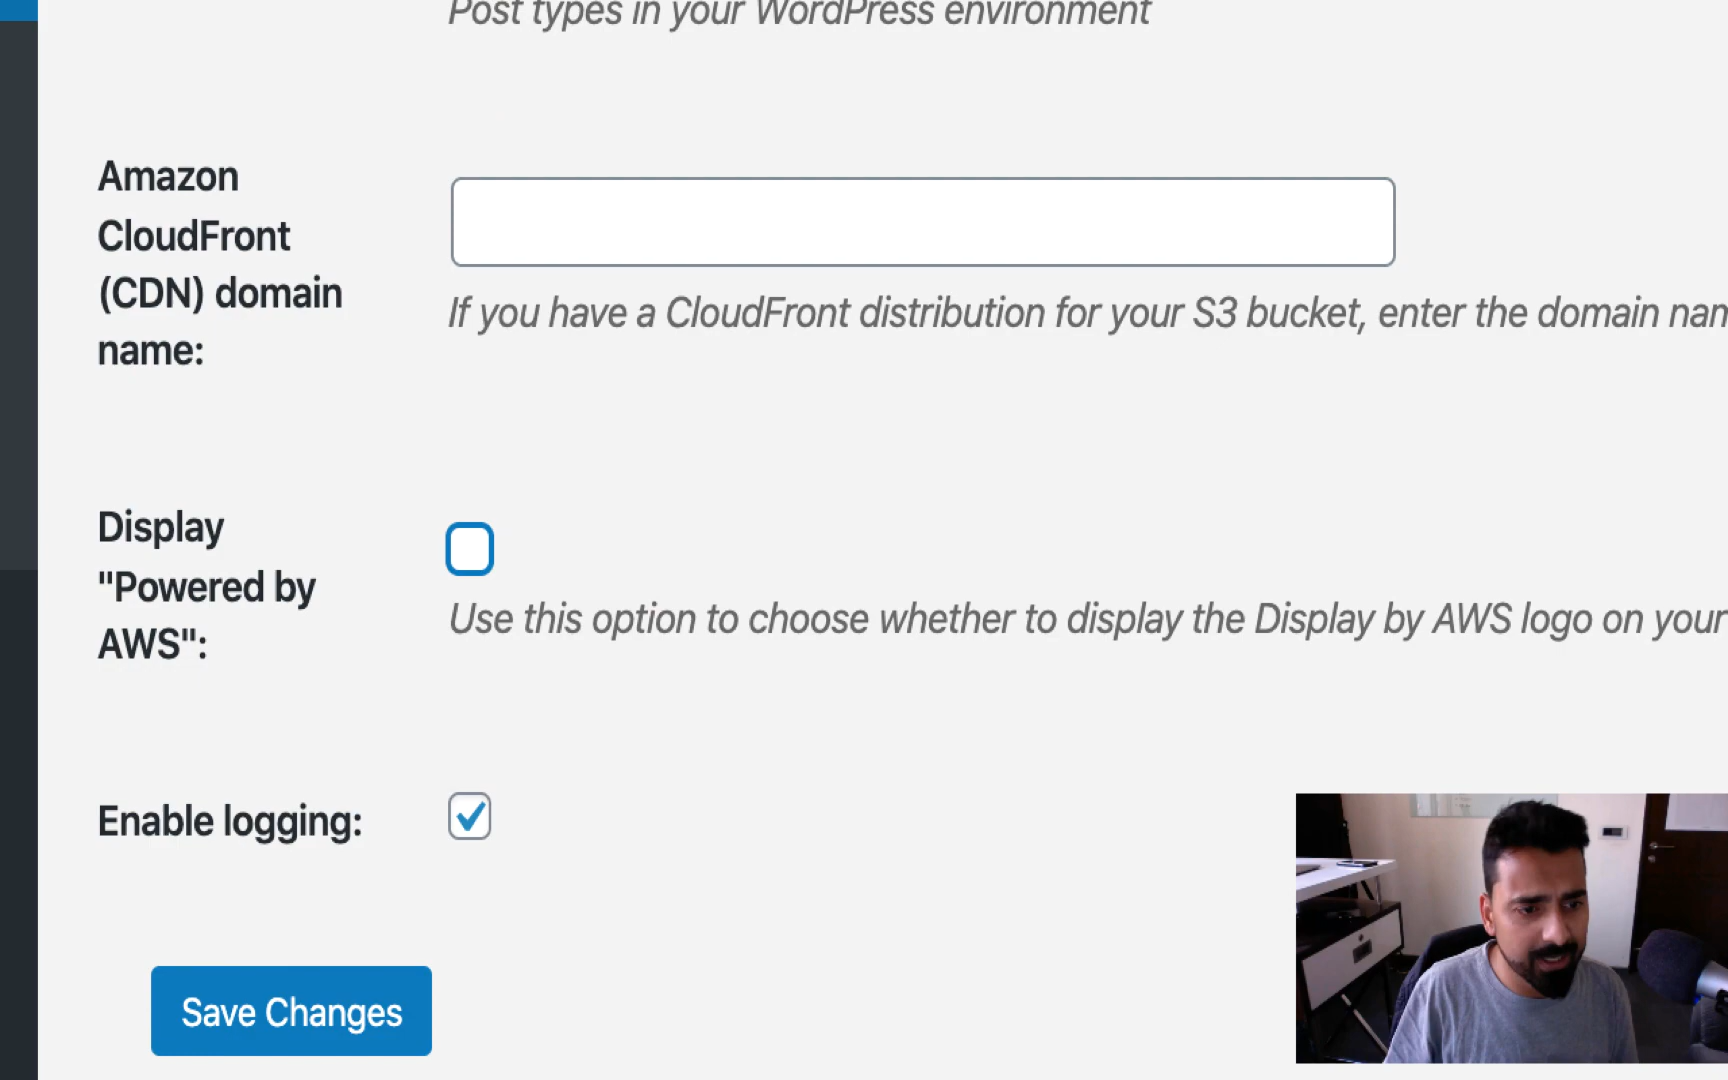 Post types in your WordPress environment
Amazon
CloudFront
(CDN) domain
name:
If you have a CloudFront distribution for your S3 bucket, enter the domain
Display
"Powered by
AWS":
Use this option to choose whether to display the Display by AWS logo on your
Enable logging:
Save Changes